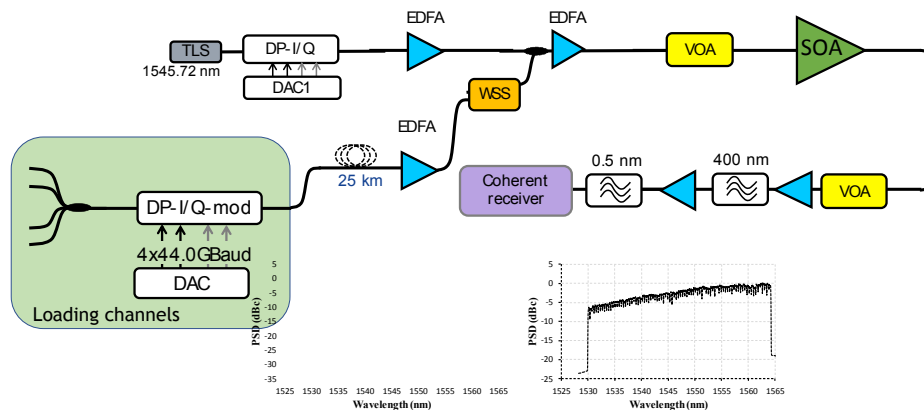 EDFA
EDFA
TLS
DP-I/Q
VOA
SOA
1545.72 nm
DAC1
WSS
EDFA
25 km
0.5 nm
400 nm
Coherent
receiver
VOA
DP-I/Q-mod
4x44.0GBaud
DAC
Loading channels
PSD (dBc)
5
0
-5
-10
-15
-20
-25
-30
-35
1525 1530 1535 1540 1545 1550 1555 1560 1565
Wavelength (nm)
PSD (dBc)
5
0
-5
-10
-15
-20
-25
1525 1530 1535 1540 1545 1550 1555 1560 1565
Wavelength (nm)